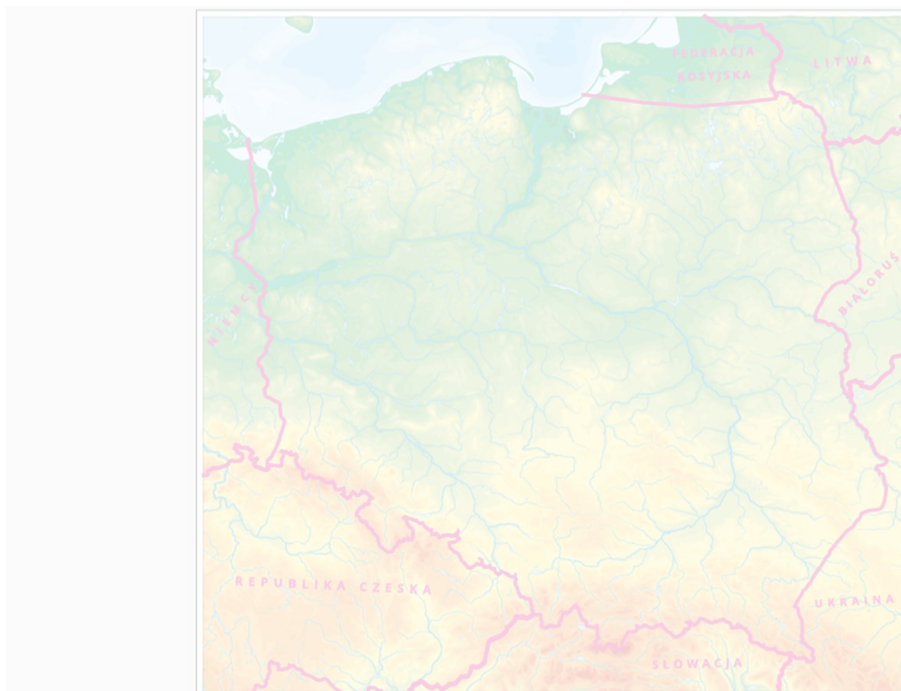 FEDERACJA
ROSYJSKA
LITWA
BIAŁORUŚ
NIEMCY
REPUBLIKA CZESKA
UKRAINA
SŁOWACJA